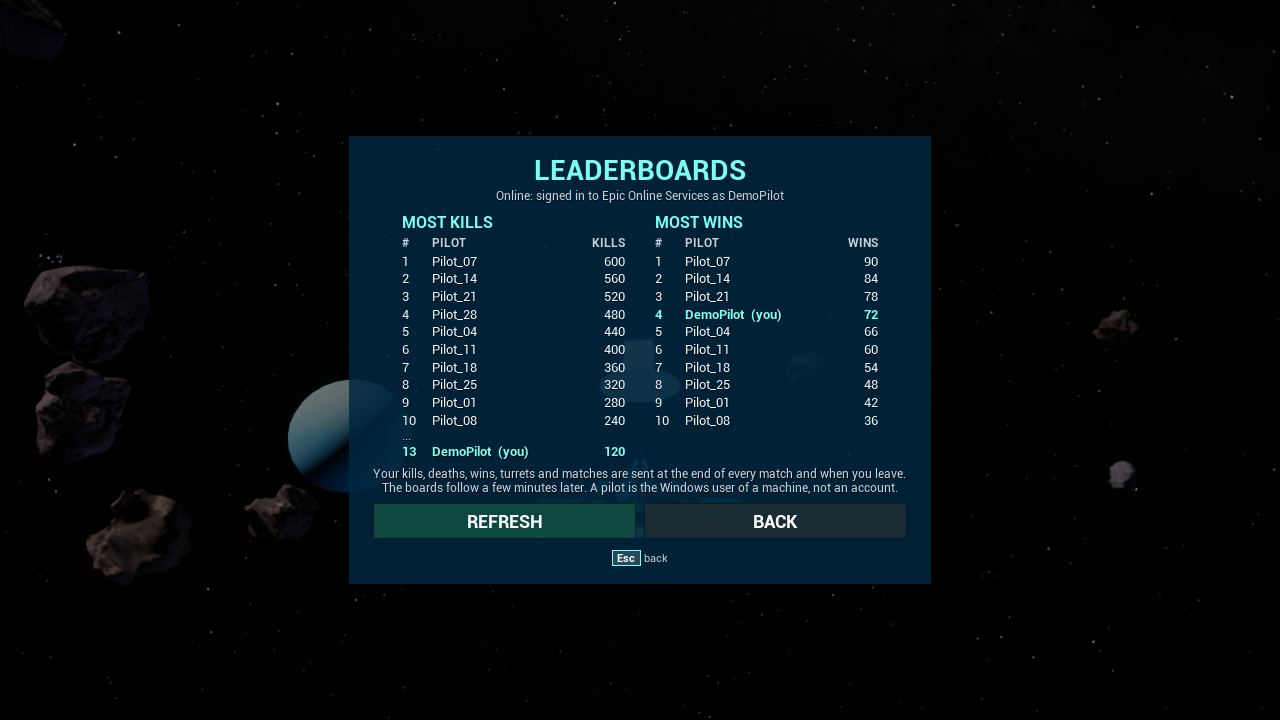 LEADERBOARDS
Online: signed in to Epic Online Services as DemoPilot
MOST KILLS
# PILOT KILLS
1 Pilot_07 600
2 Pilot_14 560
3 Pilot_21 520
4 Pilot_28 480
5 Pilot_04 440
6 Pilot_11 400
7 Pilot_18 360
8 Pilot_25 320
9 Pilot_01 280
10 Pilot_08 240
...
13 DemoPilot (you) 120
MOST WINS
# PILOT WINS
1 Pilot_07 90
2 Pilot_14 84
3 Pilot_21 78
4 DemoPilot (you) 72
5 Pilot_04 66
6 Pilot_11 60
7 Pilot_18 54
8 Pilot_25 48
9 Pilot_01 42
10 Pilot_08 36
Your kills, deaths, wins, turrets and matches are sent at the end of every match and when you leave.
The boards follow a few minutes later. A pilot is the Windows user of a machine, not an account.
REFRESH
BACK
Esc back